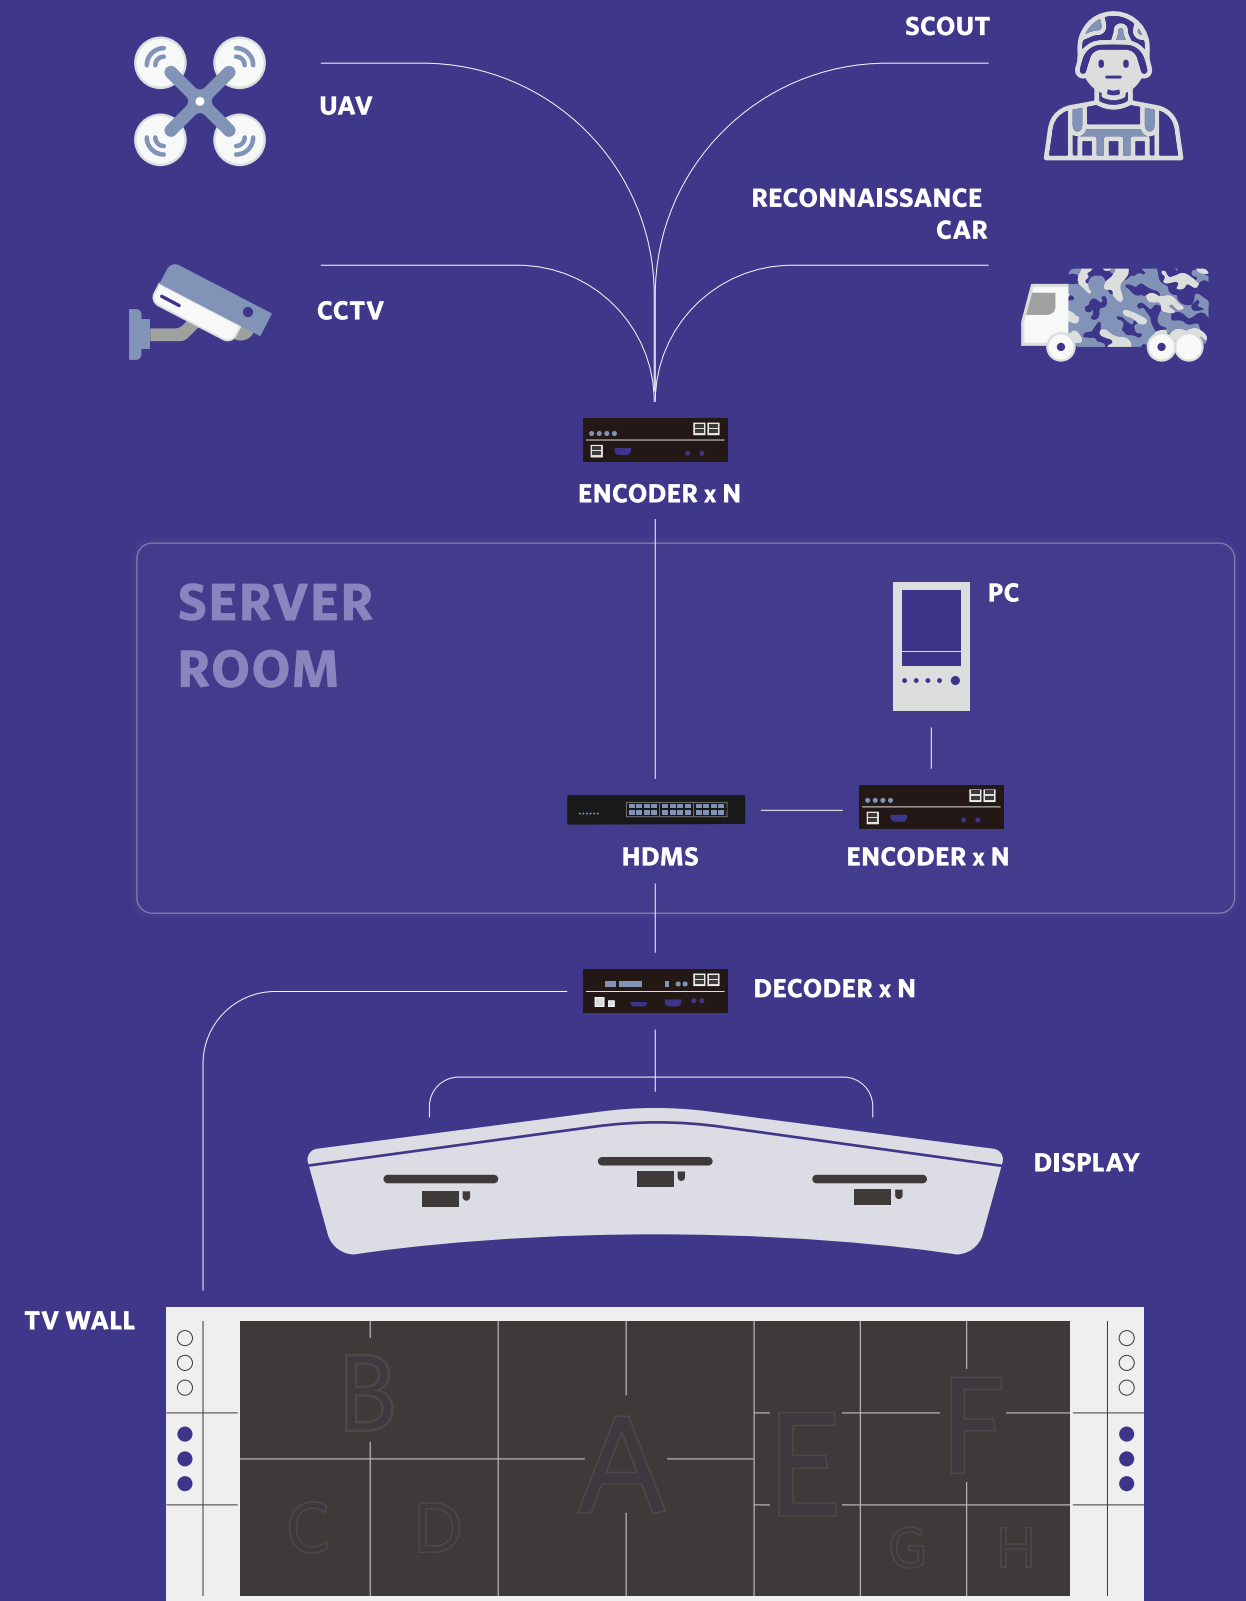 SCOUT
UAV
RECONNAISSANCE
CAR
CCTV
ENCODER x N
SERVER
ROOM
PC
HDMS
ENCODER x N
DECODER x N
DISPLAY
TV WALL
B
F
A
E
C
D
G
H